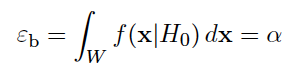 ε_b = ∫_W f(𝐱|H_0) d𝐱 = α